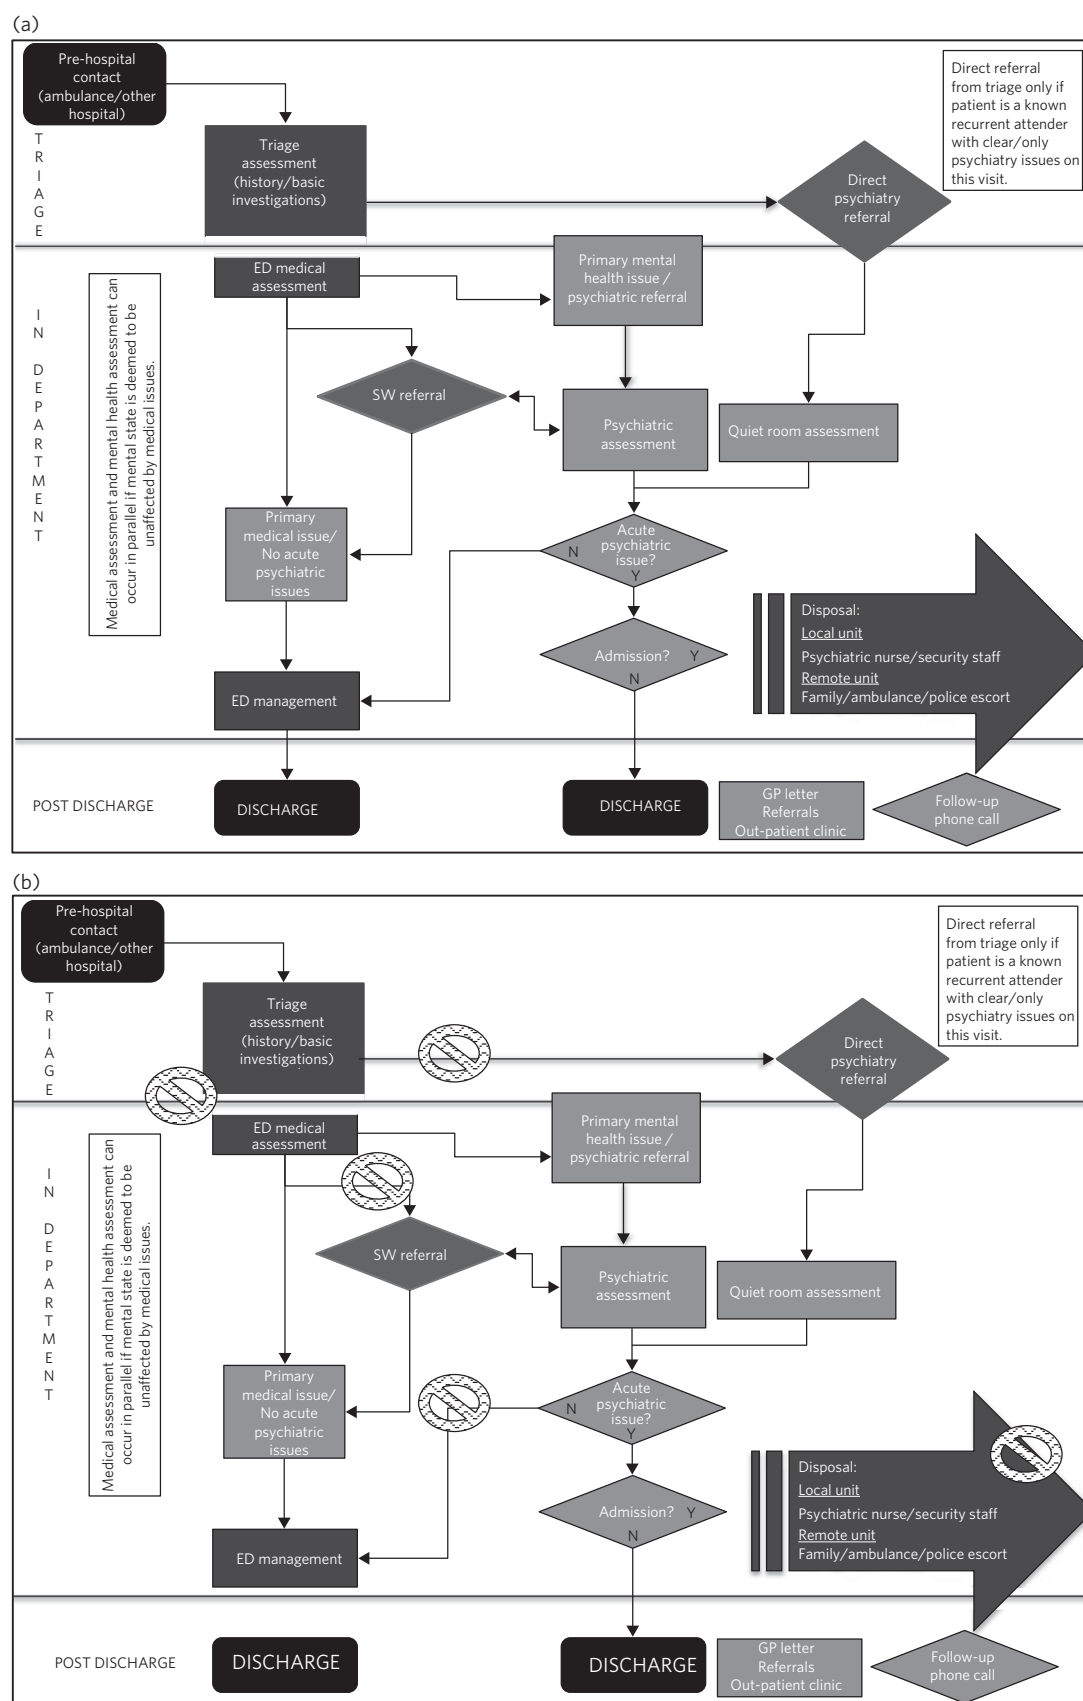 (a)
Pre-hospital
contact
(ambulance/other
hospital)
Direct referral
from triage only if
patient is a known
recurrent attender
with clear/only
psychiatry issues on
this visit.
TRIAGE
Triage
assessment
(history/basic
investigations)
Direct
psychiatry
referral
IN DEPARTMENT
Medical assessment and mental health assessment can
occur in parallel if mental state is deemed to be
unaffected by medical issues.
ED medical
assessment
Primary mental
health issue /
psychiatric referral
SW referral
Psychiatric
assessment
Quiet room assessment
Primary
medical issue/
No acute
psychiatric
issues
Acute
psychiatric
issue?
N
Y
Admission?
Y
N
ED management
Disposal:
Local unit
Psychiatric nurse/security staff
Remote unit
Family/ambulance/police escort
POST DISCHARGE
DISCHARGE
DISCHARGE
GP letter
Referrals
Out-patient clinic
Follow-up
phone call
(b)
Pre-hospital
contact
(ambulance/other
hospital)
Direct referral
from triage only if
patient is a known
recurrent attender
with clear/only
psychiatry issues on
this visit.
TRIAGE
Triage
assessment
(history/basic
investigations)
Direct
psychiatry
referral
IN DEPARTMENT
Medical assessment and mental health assessment can
occur in parallel if mental state is deemed to be
unaffected by medical issues.
ED medical
assessment
Primary mental
health issue /
psychiatric referral
SW referral
Psychiatric
assessment
Quiet room assessment
Primary
medical issue/
No acute
psychiatric
issues
Acute
psychiatric
issue?
N
Y
Admission?
Y
N
ED management
Disposal:
Local unit
Psychiatric nurse/security staff
Remote unit
Family/ambulance/police escort
POST DISCHARGE
DISCHARGE
DISCHARGE
GP letter
Referrals
Out-patient clinic
Follow-up
phone call